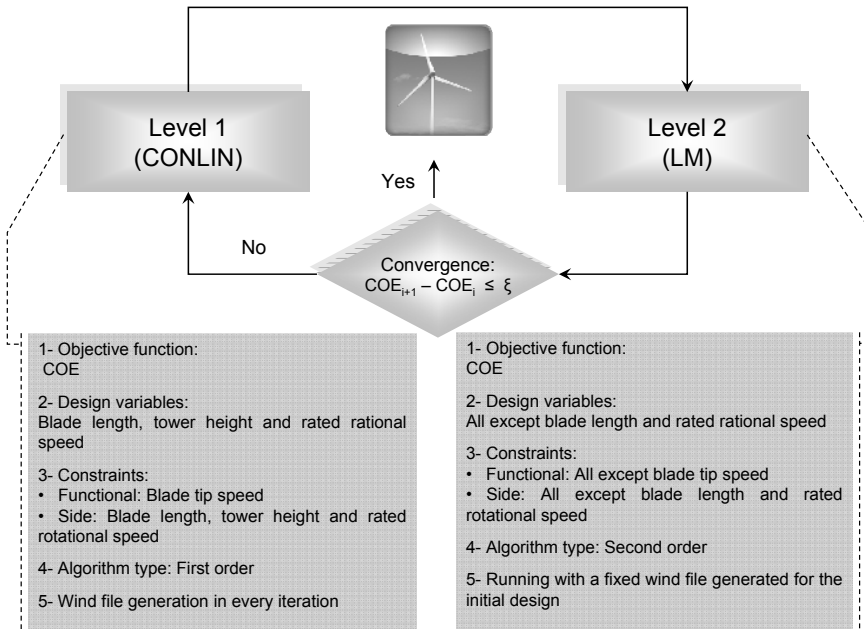 Level 1
(CONLIN)
Level 2
(LM)
Yes
No
Convergence:
COEi+1 – COEi ≤ ξ
1- Objective function:
COE
2- Design variables:
Blade length, tower height and rated rational
speed
3- Constraints:
• Functional: Blade tip speed
• Side: Blade length, tower height and rated
rotational speed
4- Algorithm type: First order
5- Wind file generation in every iteration
1- Objective function:
COE
2- Design variables:
All except blade length and rated rational speed
3- Constraints:
• Functional: All except blade tip speed
• Side: All except blade length and rated
rotational speed
4- Algorithm type: Second order
5- Running with a fixed wind file generated for the
initial design